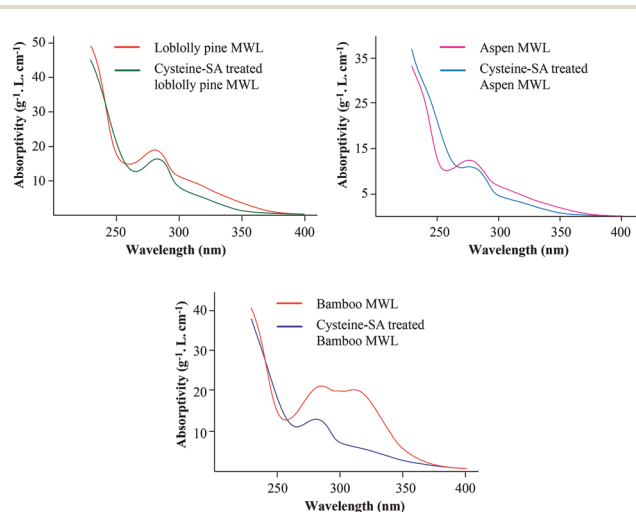 Absorptivity (g⁻¹. L. cm⁻¹)
50
40
30
20
10
Loblolly pine MWL
Cysteine-SA treated
loblolly pine MWL
250
300
350
400
Wavelength (nm)
Absorptivity (g⁻¹. L. cm⁻¹)
35
25
15
5
Aspen MWL
Cysteine-SA treated
Aspen MWL
250
300
350
400
Wavelength (nm)
Absorptivity (g⁻¹. L. cm⁻¹)
40
30
20
10
Bamboo MWL
Cysteine-SA treated
Bamboo MWL
250
300
350
400
Wavelength (nm)